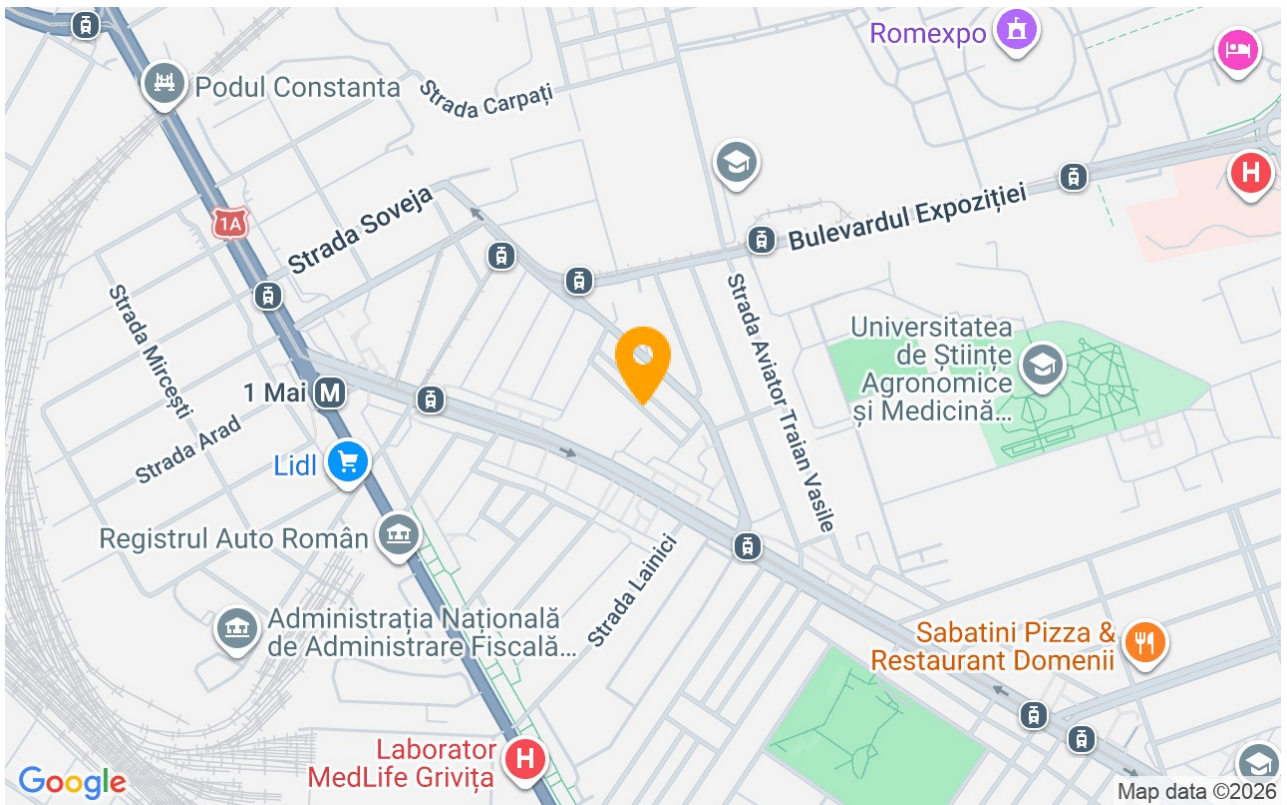 Romexpo
Podul Constanta
Strada Carpați
H
1A
Strada Soveja
Bulevardul Expoziției
Strada Mircești
Strada Aviator Traian Vasile
Universitatea
de Științe
Agronomice
și Medicină...
1 Mai
M
Strada Arad
Lidl
Registrul Auto Român
Strada Lainici
Administrația Națională
de Administrare Fiscală...
Sabatini Pizza &
Restaurant Domenii
Laborator
MedLife Grivița
H
Google
Map data ©2026